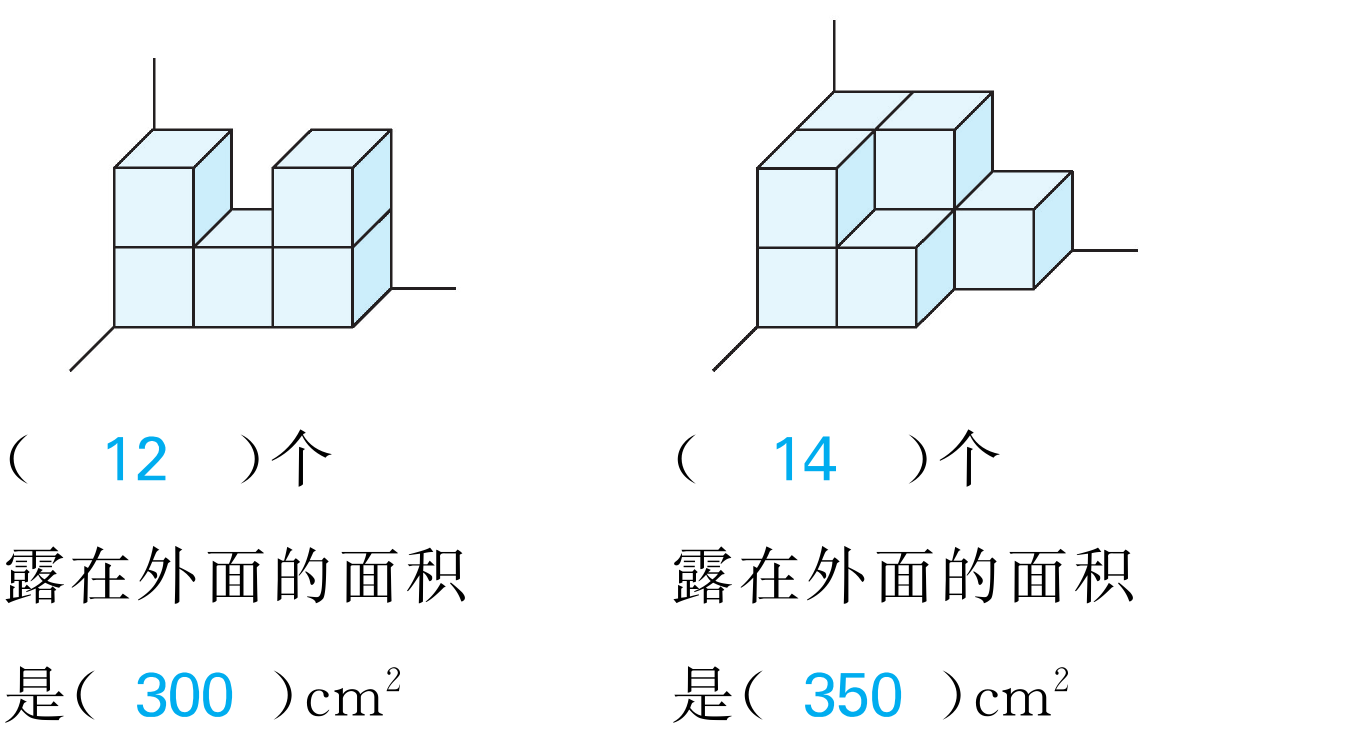 ( 12 )个 ( 14 )个
露在外面的面积 露在外面的面积
是( 300 )cm² 是( 350 )cm²